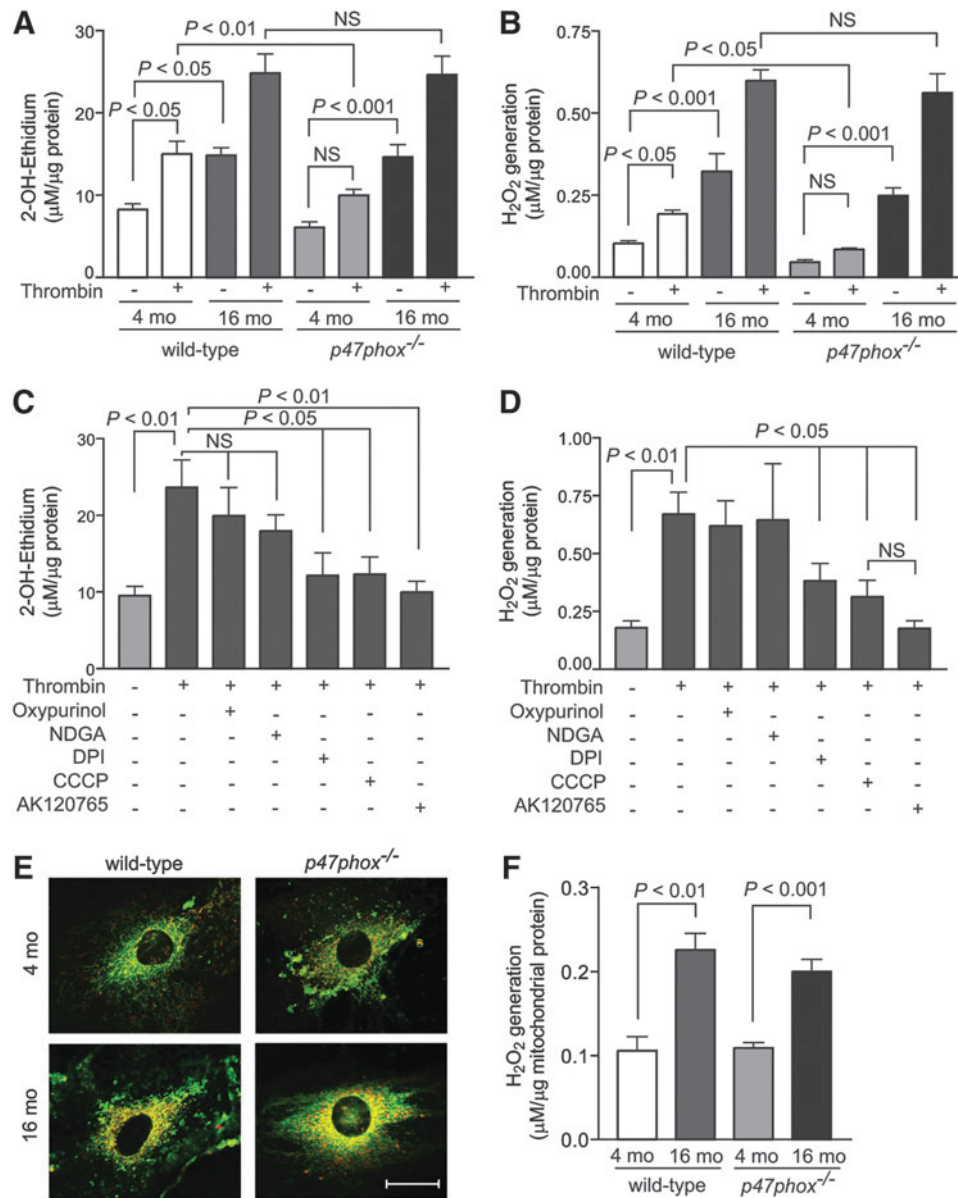 A
NS
P < 0.01
P < 0.05
P < 0.001
P < 0.05
NS
2-OH-Ethidium
(μM/μg protein)
30
20
10
0
Thrombin - + - + - + - +
4 mo 16 mo 4 mo 16 mo
wild-type p47phox-/-
B
NS
P < 0.05
P < 0.001
P < 0.001
P < 0.05
NS
H2O2 generation
(μM/μg protein)
0.75
0.50
0.25
0.00
Thrombin - + - + - + - +
4 mo 16 mo 4 mo 16 mo
wild-type p47phox-/-
C
P < 0.01
P < 0.01
P < 0.05
NS
2-OH-Ethidium
(μM/μg protein)
30
20
10
0
Thrombin - + + + + + +
Oxypurinol - - + - - - -
NDGA - - - + - - -
DPI - - - - + - -
CCCP - - - - - + -
AK120765 - - - - - - +
D
P < 0.05
P < 0.01
NS
H2O2 generation
(μM/μg protein)
1.00
0.75
0.50
0.25
0.00
Thrombin - + + + + + +
Oxypurinol - - + - - - -
NDGA - - - + - - -
DPI - - - - + - -
CCCP - - - - - + -
AK120765 - - - - - - +
E
wild-type p47phox-/-
4 mo
16 mo
F
P < 0.01 P < 0.001
H2O2 generation
(μM/μg mitochondrial protein)
0.3
0.2
0.1
0.0
4 mo 16 mo 4 mo 16 mo
wild-type p47phox-/-